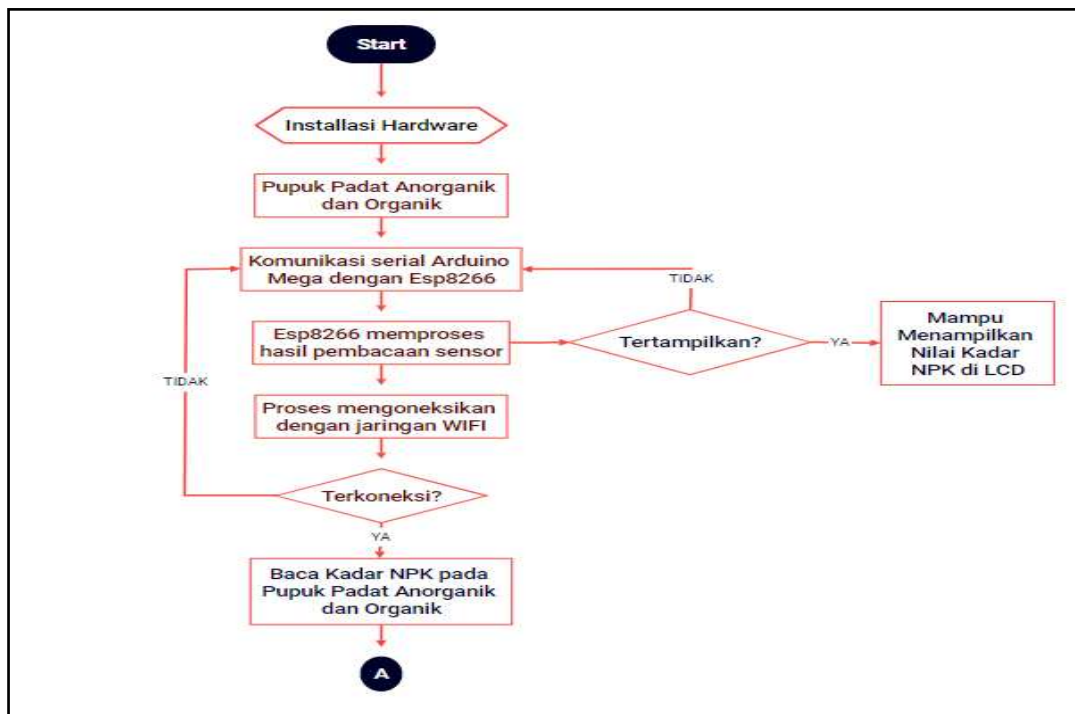 Start
Installasi Hardware
Pupuk Padat Anorganik
dan Organik
Komunikasi serial Arduino
Mega dengan Esp8266
TIDAK
Esp8266 memproses
hasil pembacaan sensor
Tertampilkan?
YA
Mampu
Menampilkan
Nilai Kadar
NPK di LCD
TIDAK
Proses mengoneksikan
dengan jaringan WIFI
Terkoneksi?
YA
Baca Kadar NPK pada
Pupuk Padat Anorganik
dan Organik
A